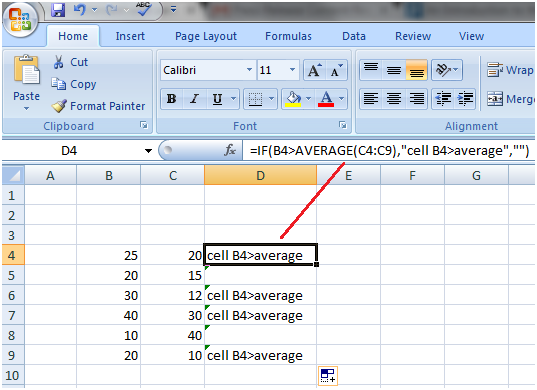 ABC
Home Insert Page Layout Formulas Data Review View
Cut
Copy
Format Painter
Paste
Calibri 11 A A
B I U A
Wrap
Merge
Clipboard Font Alignment
D4 fx =IF(B4>AVERAGE(C4:C9),"cell B4>average","")
A B C D E F G H
1
2
3
4 25 20 cell B4>average
5 20 15
6 30 12 cell B4>average
7 40 30 cell B4>average
8 10 40
9 20 10 cell B4>average
10